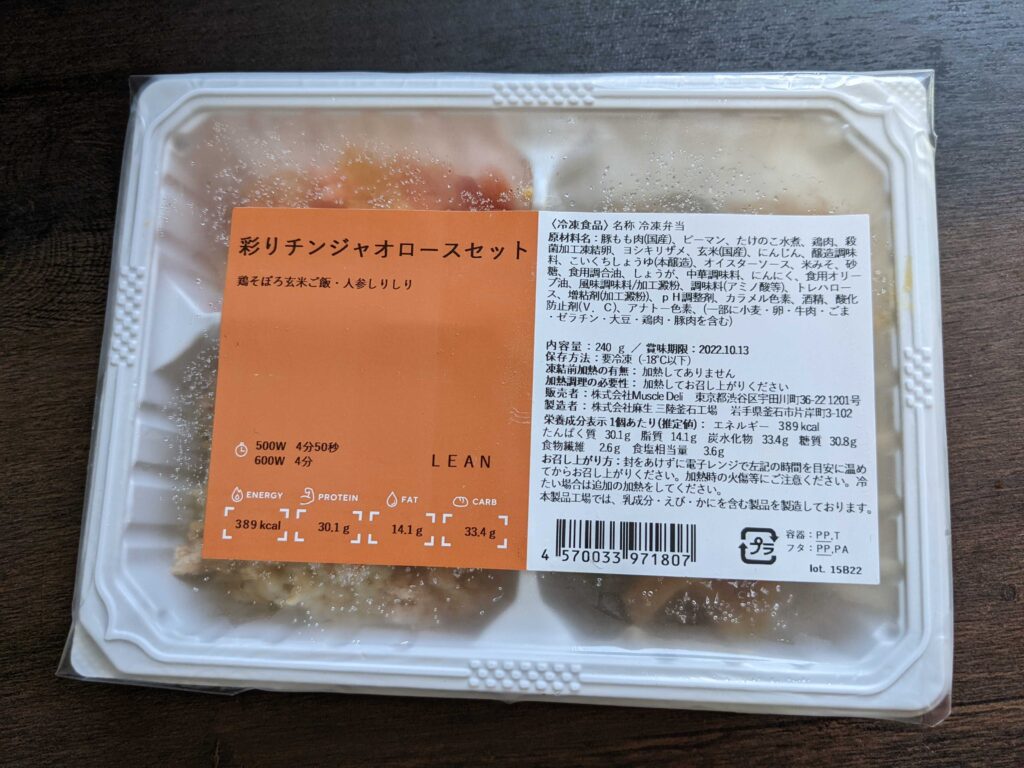 彩りチンジャオロースセット
鶏そぼろ玄米ご飯・人参しりしり
500W 4分50秒
600W 4分
LEAN
ENERGY
PROTEIN
FAT
CARB
389 kcal
30.1 g
14.1 g
33.4 g
〈冷凍食品〉名称 冷凍弁当
原材料名:豚もも肉(国産)、ピーマン、たけのこ水煮、鶏肉、殺
菌加工凍結卵、ヨシキリザメ、玄米(国産)、にんじん、醸造調味
料、こいくちしょうゆ(本醸造)、オイスターソース、米みそ、砂
糖、食用調合油、しょうが、中華調味料、にんにく、食用オリー
ブ油、風味調味料/加工澱粉、調味料(アミノ酸等)、トレハロー
ス、増粘剤(加工澱粉)、pH調整剤、カラメル色素、酒精、酸化
防止剤(V.C)、アナトー色素、(一部に小麦・卵・牛肉・ごま
・ゼラチン・大豆・鶏肉・豚肉を含む)
内容量:240 g / 賞味期限:2022.10.13
保存方法:要冷凍 (-18℃以下)
凍結前加熱の有無:加熱してありません
加熱調理の必要性:加熱してお召し上がりください
販売者:株式会社Muscle Deli 東京都渋谷区宇田川町36-22 1201号
製造者:株式会社麻生 三陸釜石工場 岩手県釜石市片岸町3-102
栄養成分表示 1個あたり(推定値): エネルギー 389kcal
たんぱく質 30.1g 脂質 14.1g 炭水化物 33.4g 糖質 30.8g
食物繊維 2.6g 食塩相当量 3.6g
お召し上がり方:封をあけずに電子レンジで左記の時間を目安に温め
てからお召し上がりください。加熱時の火傷等にご注意ください。冷
たい場合は追加の加熱をしてください。
本製品工場では、乳成分・えび・かにを含む製品を製造しております。
4 570033 971807
プラ
容器:PP,T
フタ:PP,PA
lot. 15B22